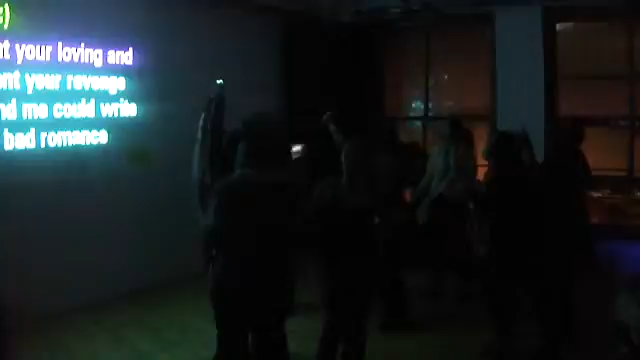 )
t your loving and
nt your revenge
nd me could write
bad romance